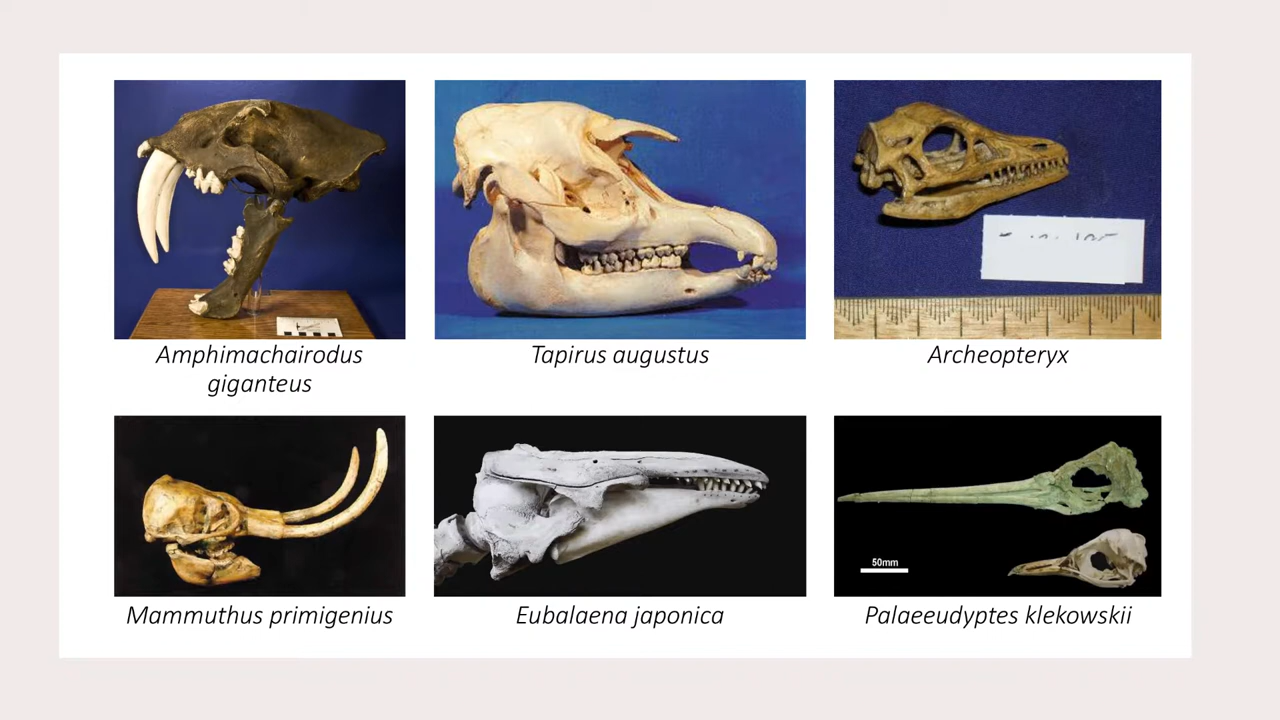 Amphimachairodus
giganteus
Tapirus augustus
Archeopteryx
Mammuthus primigenius
Eubalaena japonica
50mm
Palaeeudyptes klekowskii